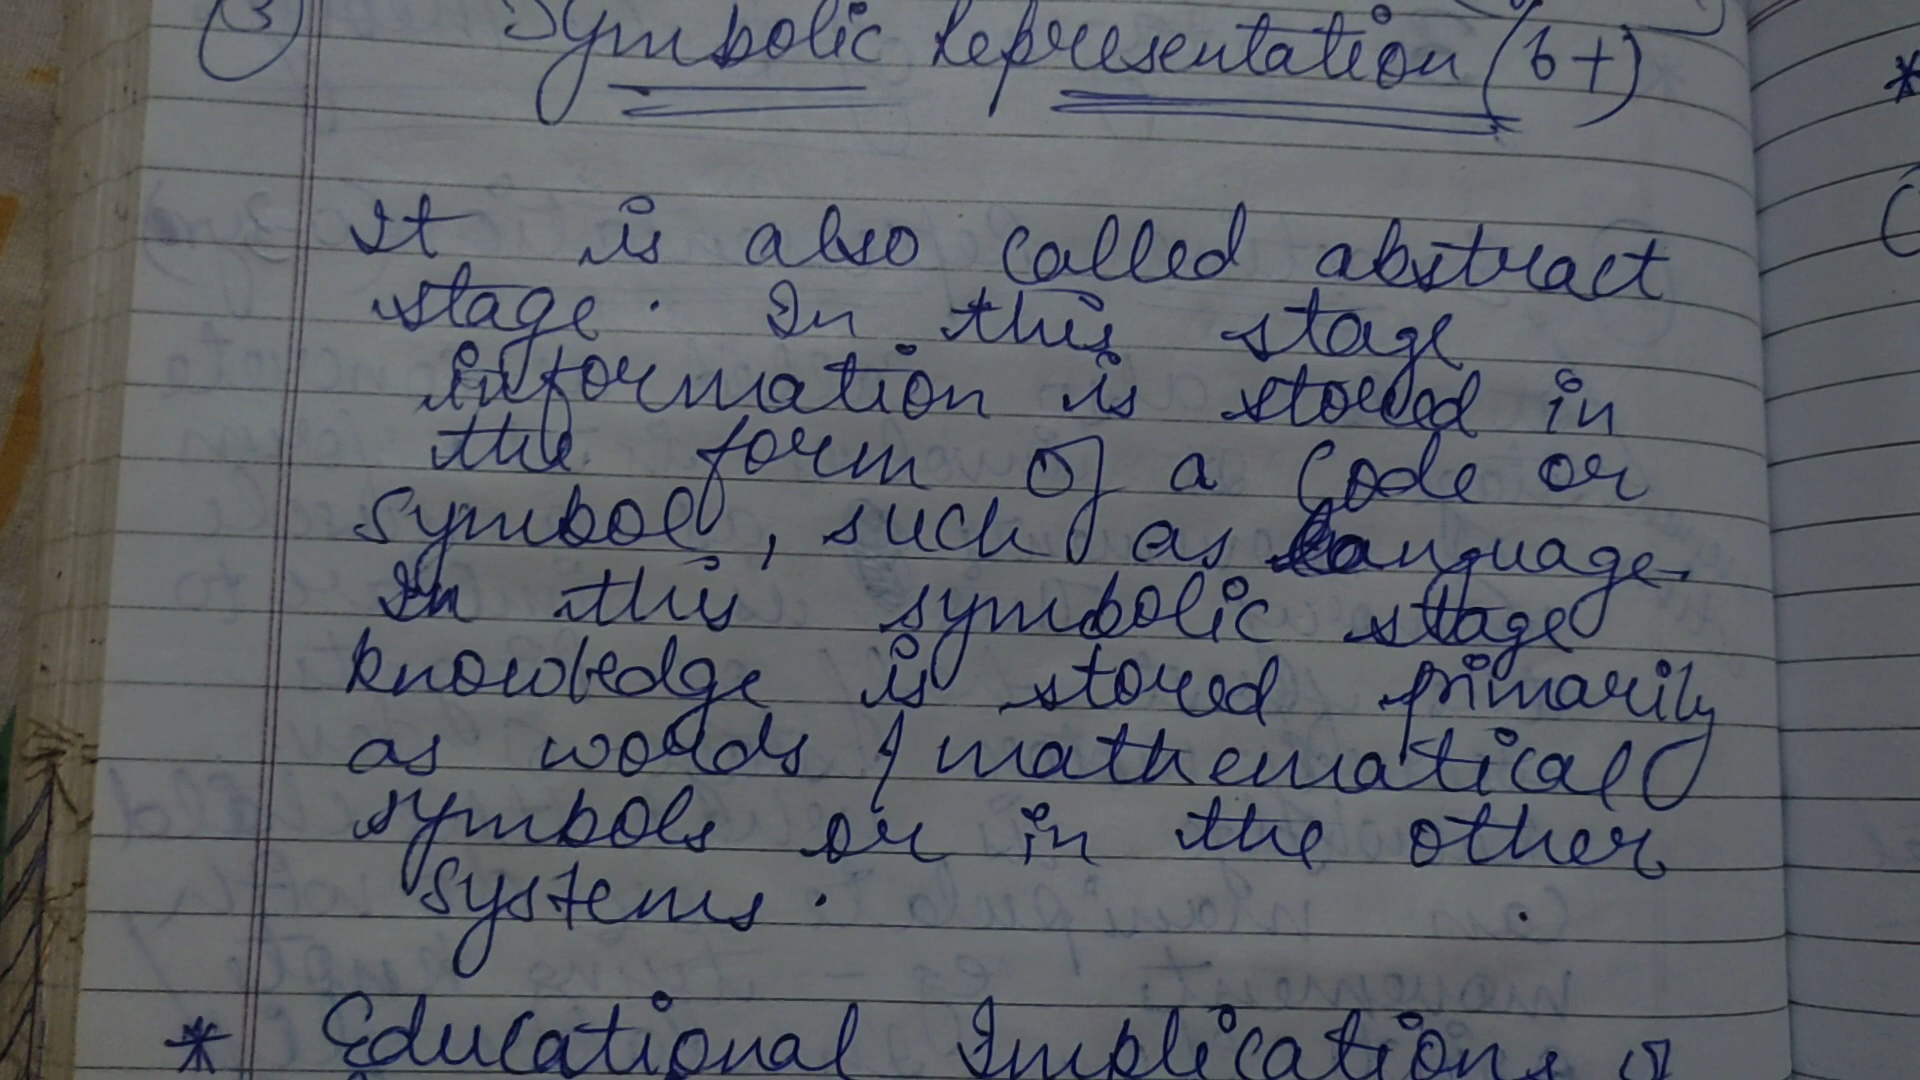 3 Symbolic Representation (6+)
It is also called abstract
stage. In this stage
information is stored in
the form of a code or
symbol, such as language.
In this symbolic stage
knowledge is stored primarily
as words, mathematical
symbols or in the other
systems.
* Educational Implications of